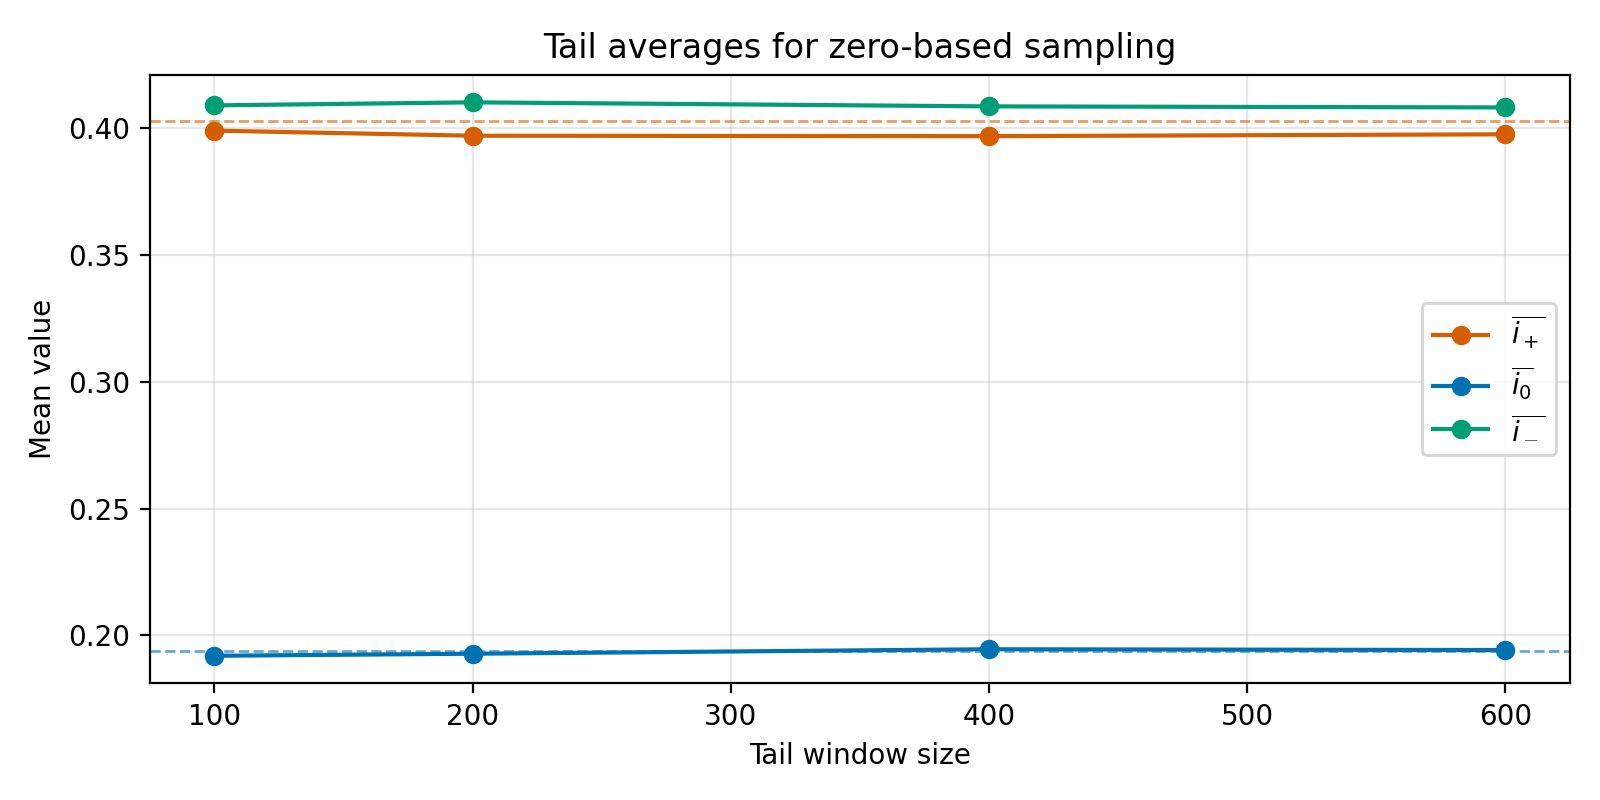 Tail averages for zero-based sampling
Mean value
0.40
0.35
0.30
0.25
0.20
i̅₊
i̅₀
i̅₋
100 200 300 400 500 600
Tail window size